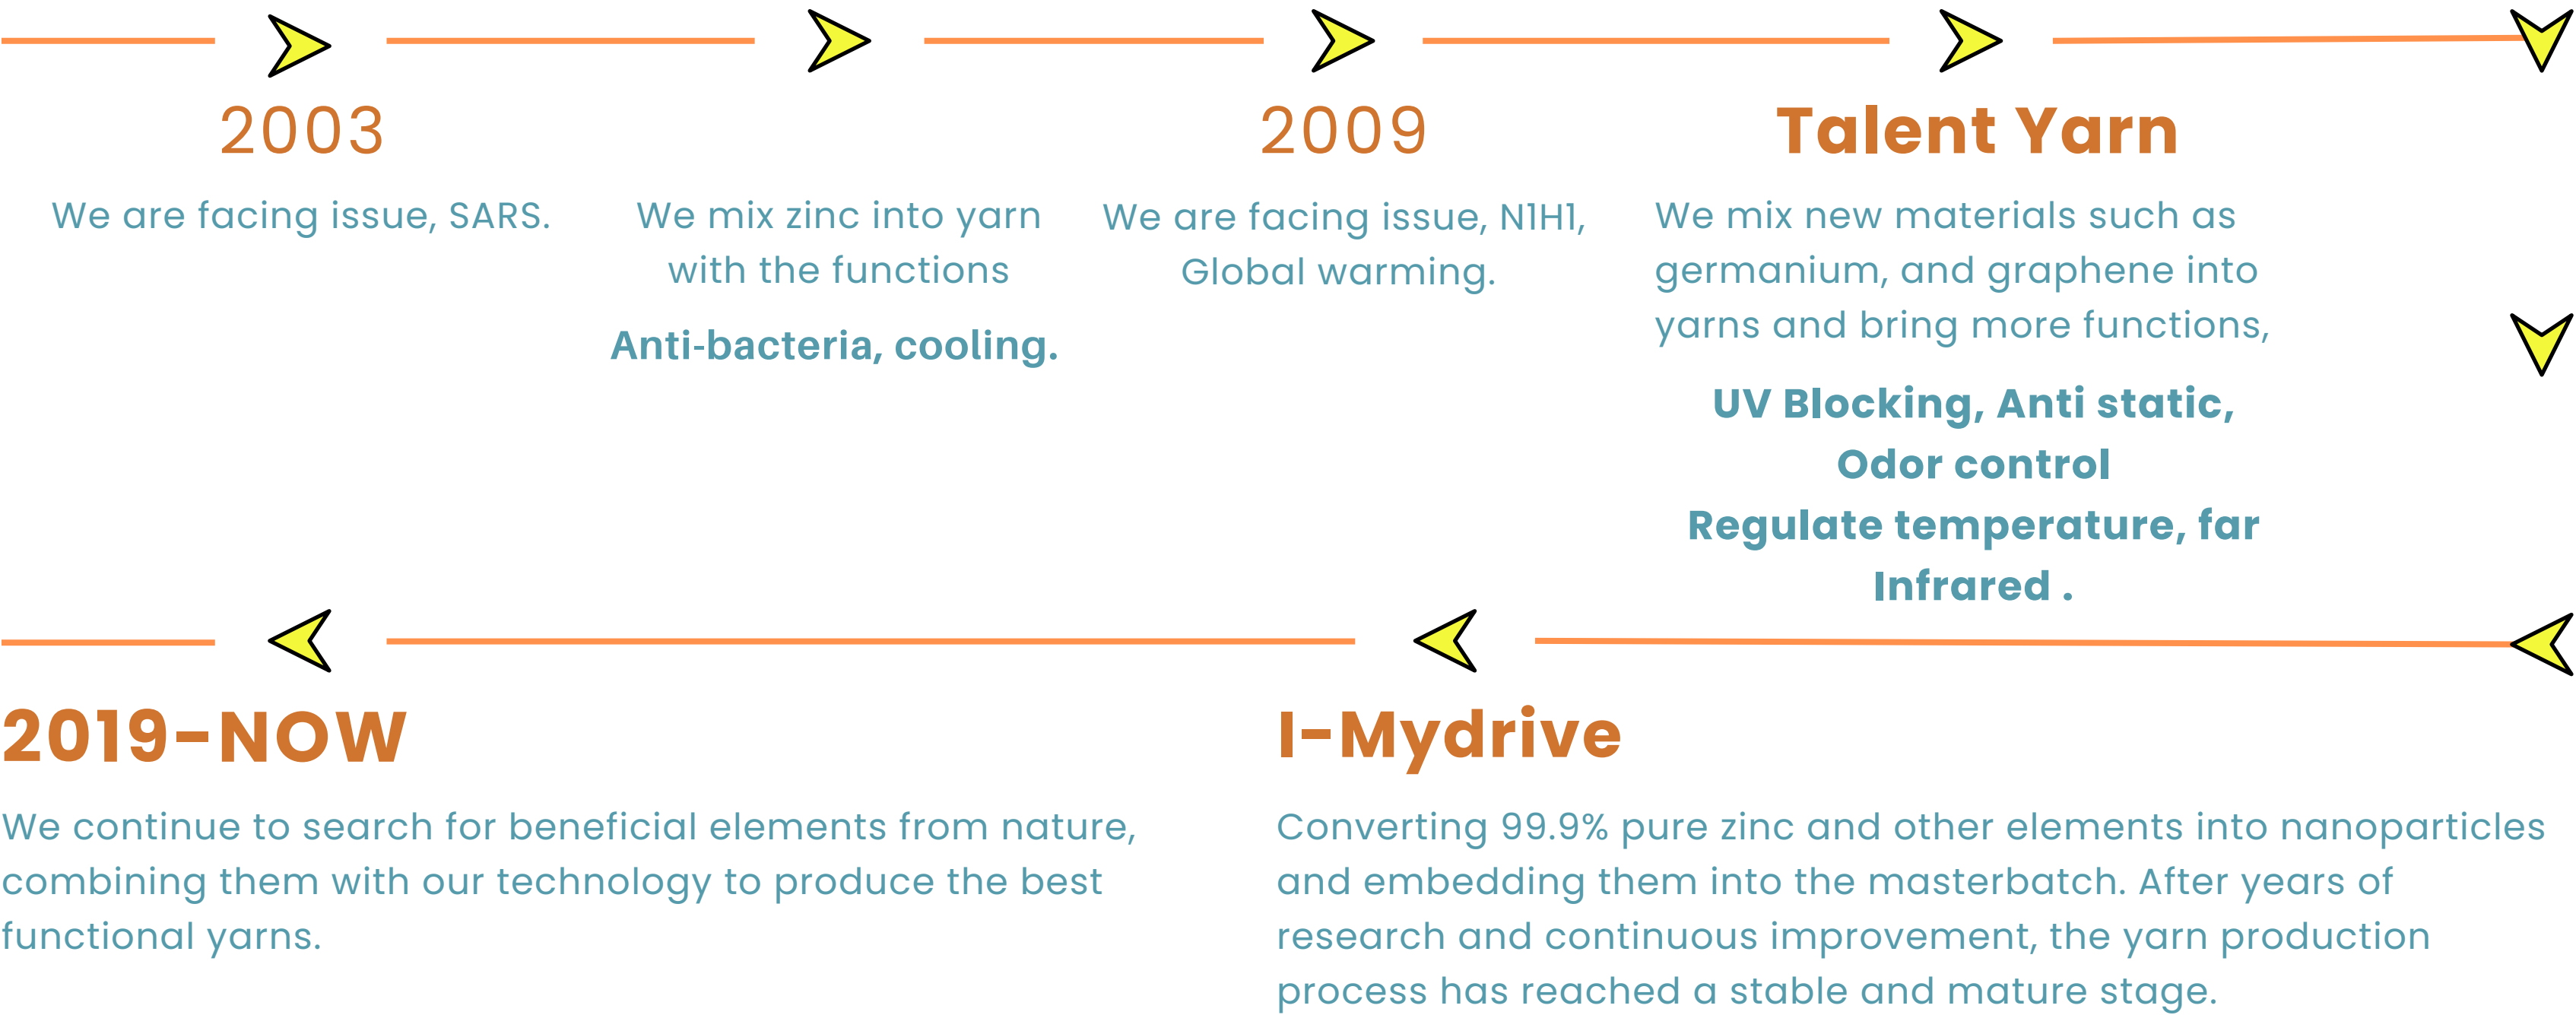 2003
We are facing issue, SARS.
We mix zinc into yarn
with the functions
Anti-bacteria, cooling.
2009
We are facing issue, N1H1,
Global warming.
Talent Yarn
We mix new materials such as
germanium, and graphene into
yarns and bring more functions,
UV Blocking, Anti static,
Odor control
Regulate temperature, far
Infrared .
I-Mydrive
Converting 99.9% pure zinc and other elements into nanoparticles
and embedding them into the masterbatch. After years of
research and continuous improvement, the yarn production
process has reached a stable and mature stage.
2019-NOW
We continue to search for beneficial elements from nature,
combining them with our technology to produce the best
functional yarns.